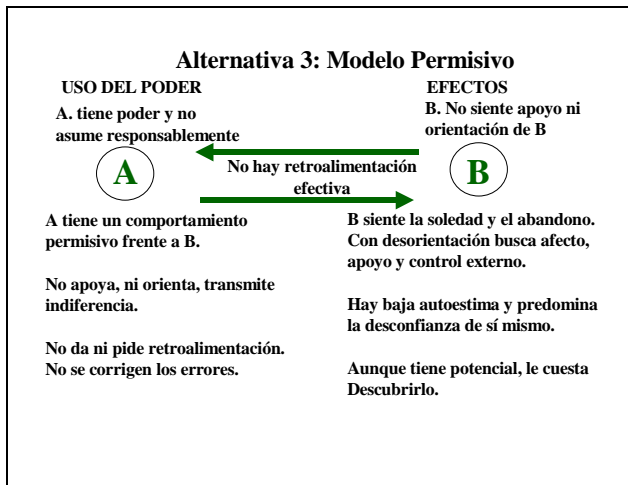 Alternativa 3: Modelo Permisivo
USO DEL PODER
A. tiene poder y no
asume responsablemente
EFECTOS
B. No siente apoyo ni
orientación de B
A
No hay retroalimentación
efectiva
B
A tiene un comportamiento
permisivo frente a B.
No apoya, ni orienta, transmite
indiferencia.
No da ni pide retroalimentación.
No se corrigen los errores.
B siente la soledad y el abandono.
Con desorientación busca afecto,
apoyo y control externo.
Hay baja autoestima y predomina
la desconfianza de sí mismo.
Aunque tiene potencial, le cuesta
Descubrirlo.